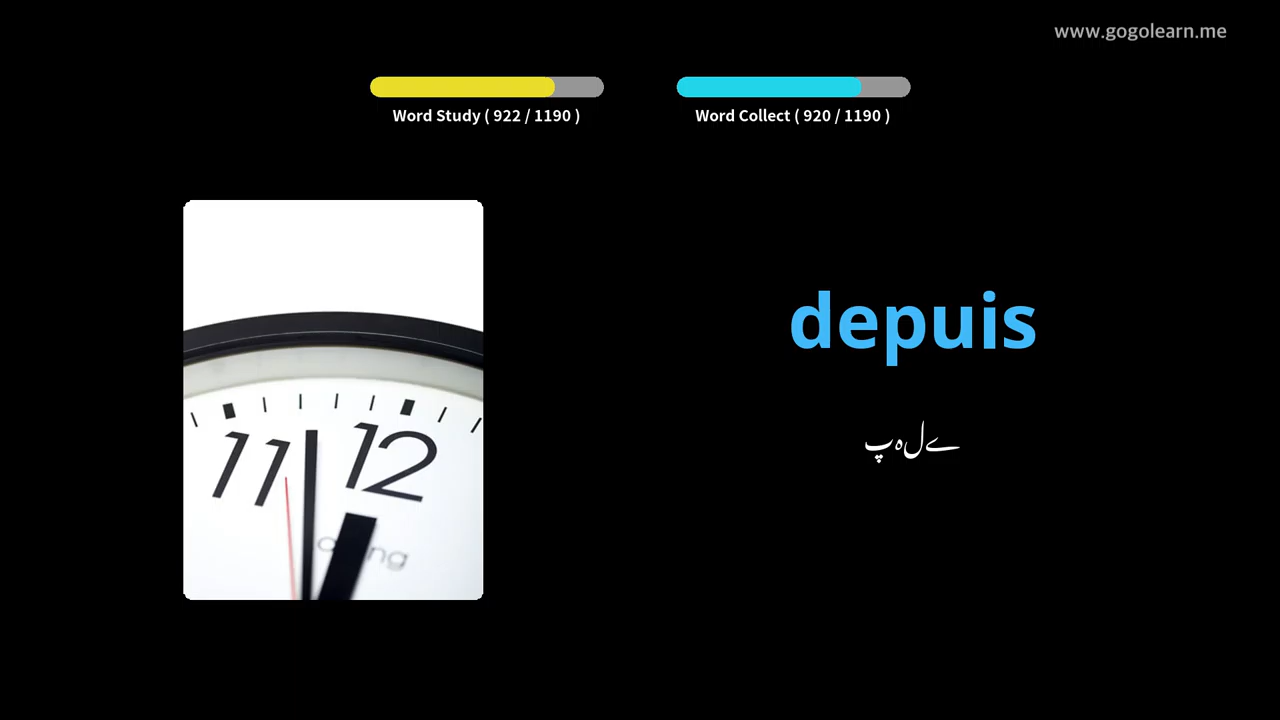 www.gogolearn.me
Word Study ( 922 / 1190 )
Word Collect ( 920 / 1190 )
11 12
depuis
پہلے